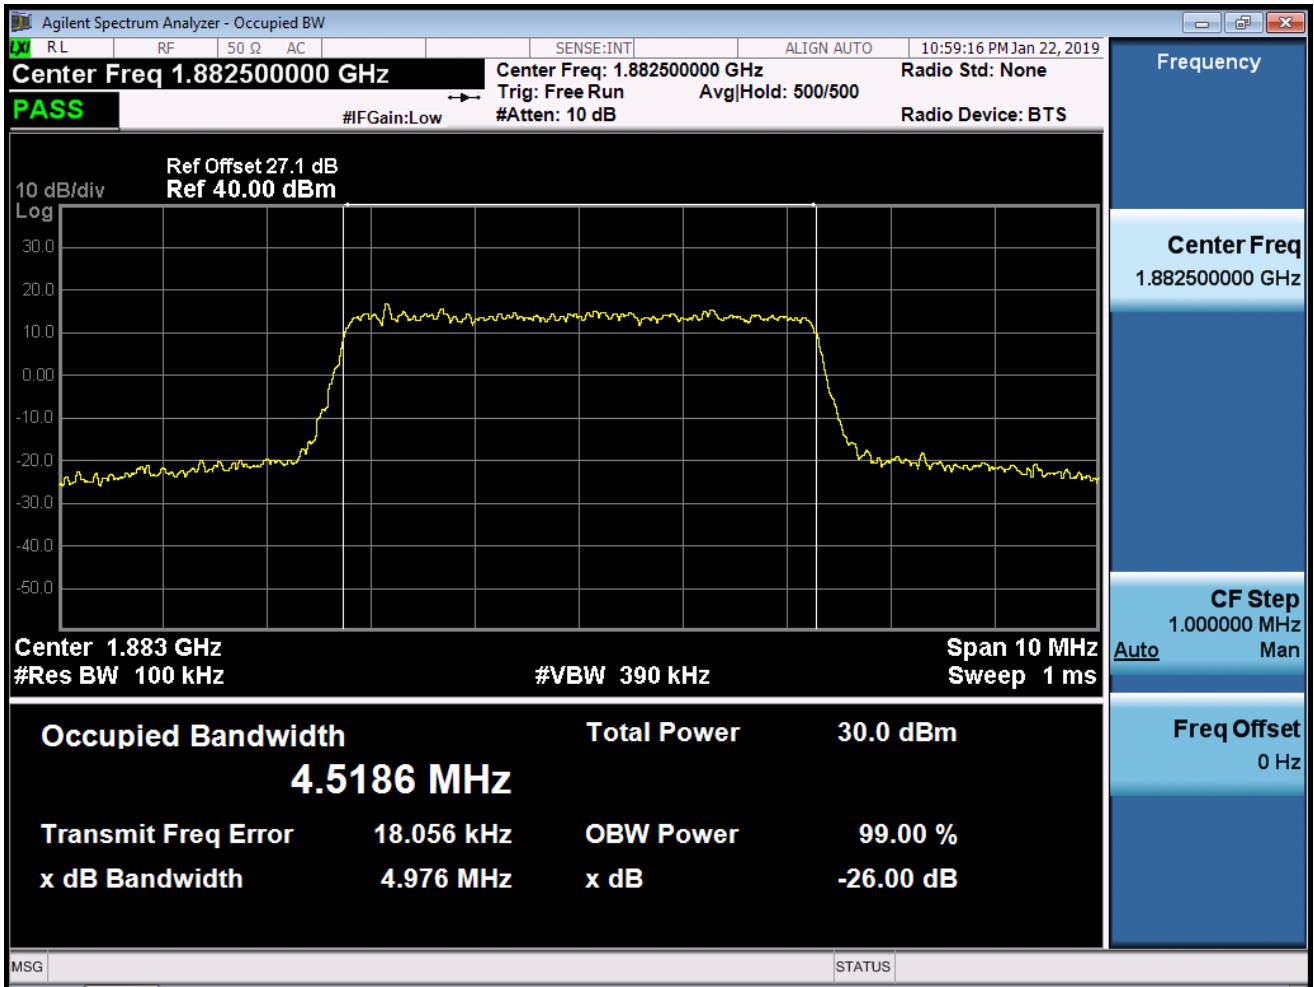 Agilent Spectrum Analyzer - Occupied BW
LXI RL RF 50 Ω AC SENSE:INT ALIGN AUTO 10:59:16 PM Jan 22, 2019
Center Freq 1.882500000 GHz
PASS
#IFGain:Low
Center Freq: 1.882500000 GHz
Trig: Free Run Avg|Hold: 500/500
#Atten: 10 dB
Radio Std: None
Radio Device: BTS
Ref Offset 27.1 dB
10 dB/div Ref 40.00 dBm
Log
30.0
20.0
10.0
0.00
-10.0
-20.0
-30.0
-40.0
-50.0
Center 1.883 GHz Span 10 MHz
#Res BW 100 kHz #VBW 390 kHz Sweep 1 ms
Occupied Bandwidth Total Power 30.0 dBm
4.5186 MHz
Transmit Freq Error 18.056 kHz OBW Power 99.00 %
x dB Bandwidth 4.976 MHz x dB -26.00 dB
Frequency
Center Freq
1.882500000 GHz
CF Step
1.000000 MHz
Auto Man
Freq Offset
0 Hz
MSG STATUS